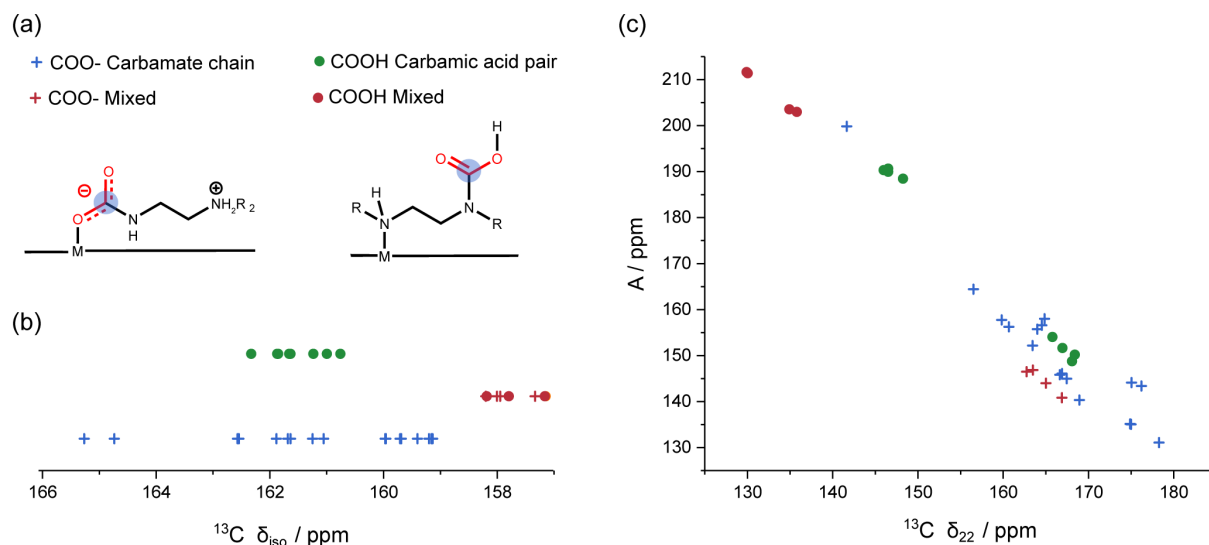 (a)
COO- Carbamate chain
COOH Carbamic acid pair
COO- Mixed
COOH Mixed
O
⊖
O
N
H
⊕
NH₂R₂
M
H
O
O
H
R
N
N
R
M
(b)
166
164
162
160
158
¹³C δiso / ppm
(c)
A / ppm
210
200
190
180
170
160
150
140
130
130
140
150
160
170
180
¹³C δ₂₂ / ppm